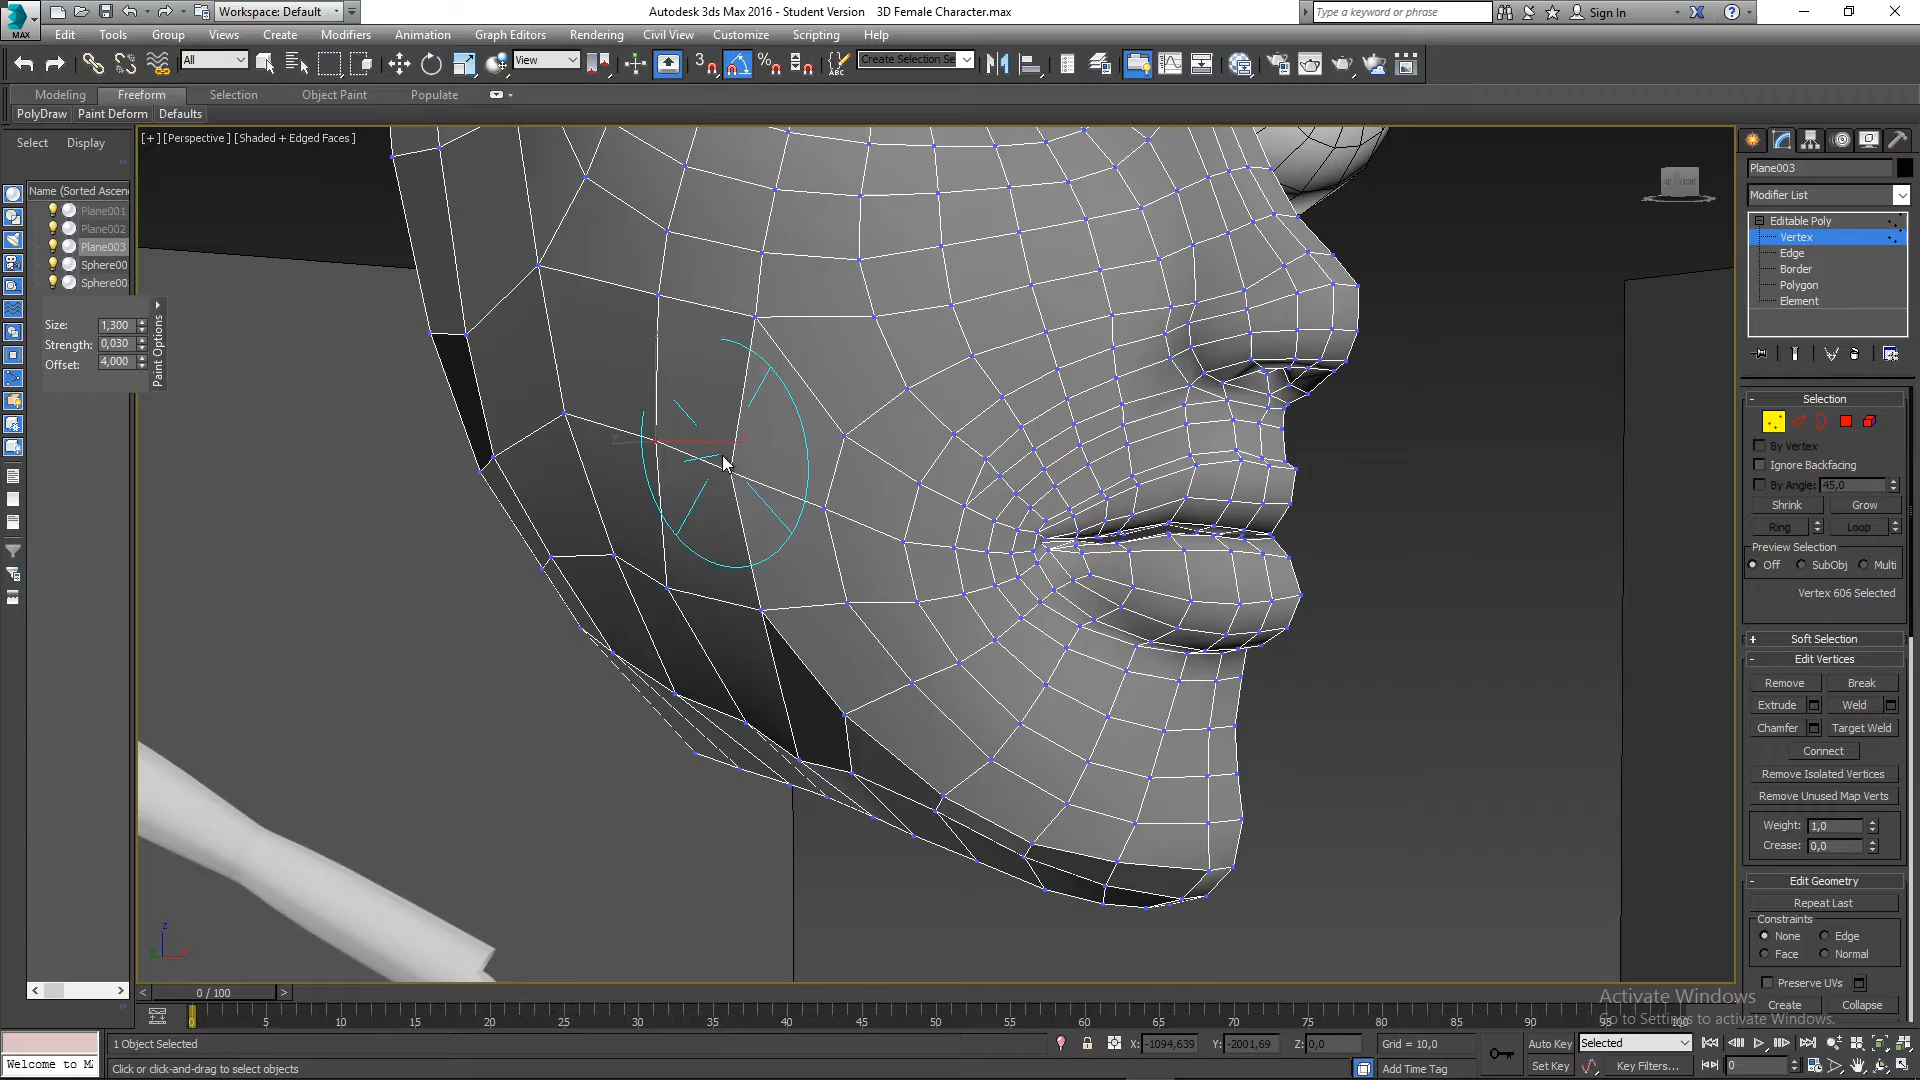 MAX
Workspace: Default
Autodesk 3ds Max 2016 - Student Version    3D Female Character.max
Type a keyword or phrase
Sign In
Edit Tools Group Views Create Modifiers Animation Graph Editors Rendering Civil View Customize Scripting Help
All
View
3
ABC
Create Selection Se
Modeling Freeform Selection Object Paint Populate
PolyDraw Paint Deform Defaults
Select Display
[+] [Perspective] [Shaded + Edged Faces]
FRONT
Name (Sorted Ascen
Plane001
Plane002
Plane003
Sphere00
Sphere00
Size: 1,300
Strength: 0,030
Offset: 4,000
Paint Options
Plane003
Modifier List
Editable Poly
Vertex
Edge
Border
Polygon
Element
Selection
By Vertex
Ignore Backfacing
By Angle: 45,0
Shrink Grow
Ring Loop
Preview Selection
Off SubObj Multi
Vertex 606 Selected
Soft Selection
Edit Vertices
Remove Break
Extrude Weld
Chamfer Target Weld
Connect
Remove Isolated Vertices
Remove Unused Map Verts
Weight: 1,0
Crease: 0,0
Edit Geometry
Repeat Last
Constraints
None Edge
Face Normal
Preserve UVs
Create Collapse
z
x
0 / 100
0 5 10 15 20 25 30 35 40 45 50 55 60 65 70 75 80 85 90 95 100
Activate Windows
Go to Settings to activate Windows.
1 Object Selected
X: -1094,639 Y: -2001,69 Z: 0,0
Grid = 10,0
Auto Key Selected
Welcome to M
Click or click-and-drag to select objects
Add Time Tag
Set Key Key Filters...
0